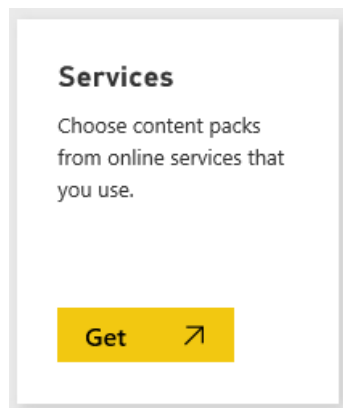 Services
Choose content packs
from online services that
you use.
Get